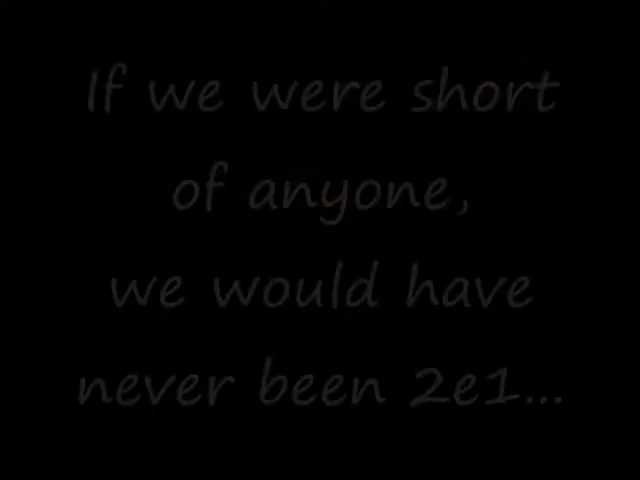 If we were short
of anyone,
we would have
never been 2e1...